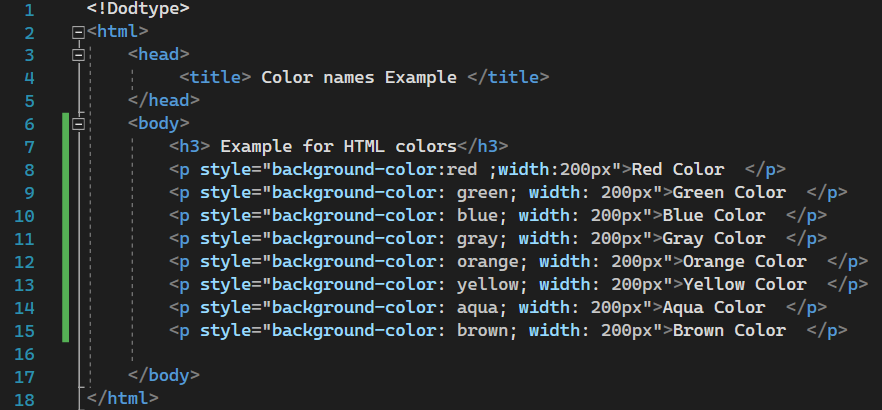 1 <!Dodtype>
2 <html>
3 <head>
4 <title> Color names Example </title>
5 </head>
6 <body>
7 <h3> Example for HTML colors</h3>
8 <p style="background-color:red ;width:200px">Red Color  </p>
9 <p style="background-color: green; width: 200px">Green Color  </p>
10 <p style="background-color: blue; width: 200px">Blue Color  </p>
11 <p style="background-color: gray; width: 200px">Gray Color  </p>
12 <p style="background-color: orange; width: 200px">Orange Color  </p>
13 <p style="background-color: yellow; width: 200px">Yellow Color  </p>
14 <p style="background-color: aqua; width: 200px">Aqua Color  </p>
15 <p style="background-color: brown; width: 200px">Brown Color  </p>
16
17 </body>
18 </html>